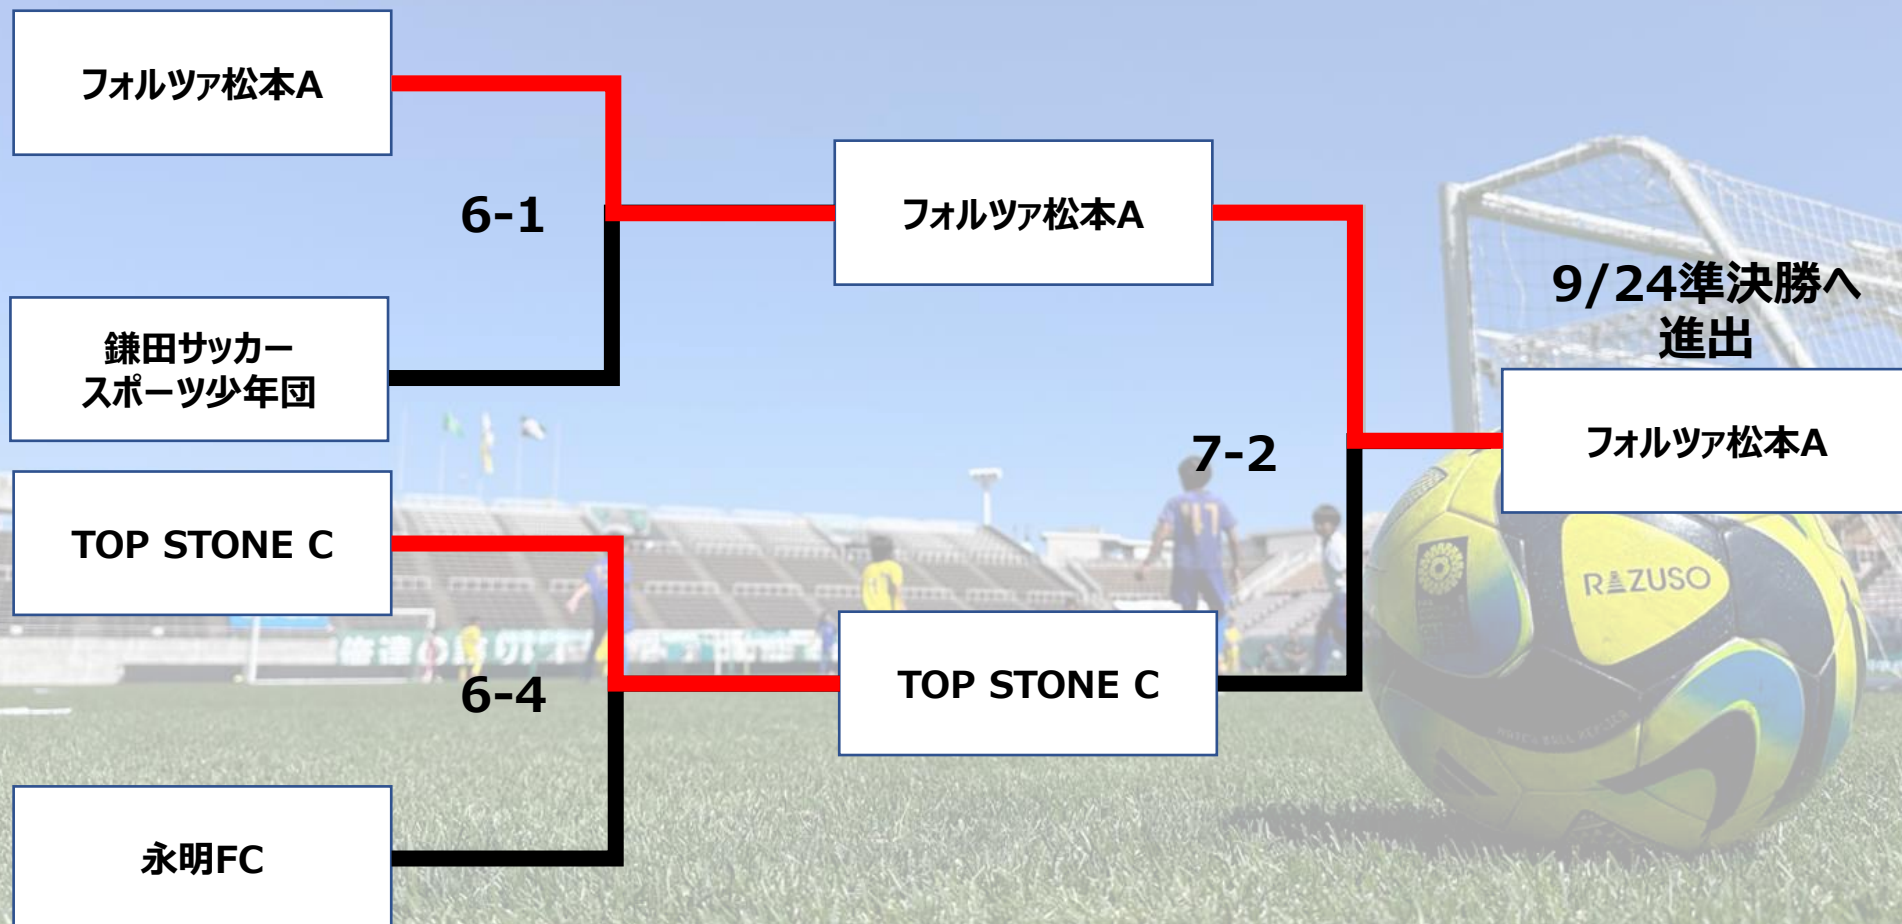 フォルツァ松本A
6-1
鎌田サッカー
スポーツ少年団
フォルツァ松本A
TOP STONE C
6-4
永明FC
TOP STONE C
7-2
9/24準決勝へ
進出
フォルツァ松本A
RAZUSO
17